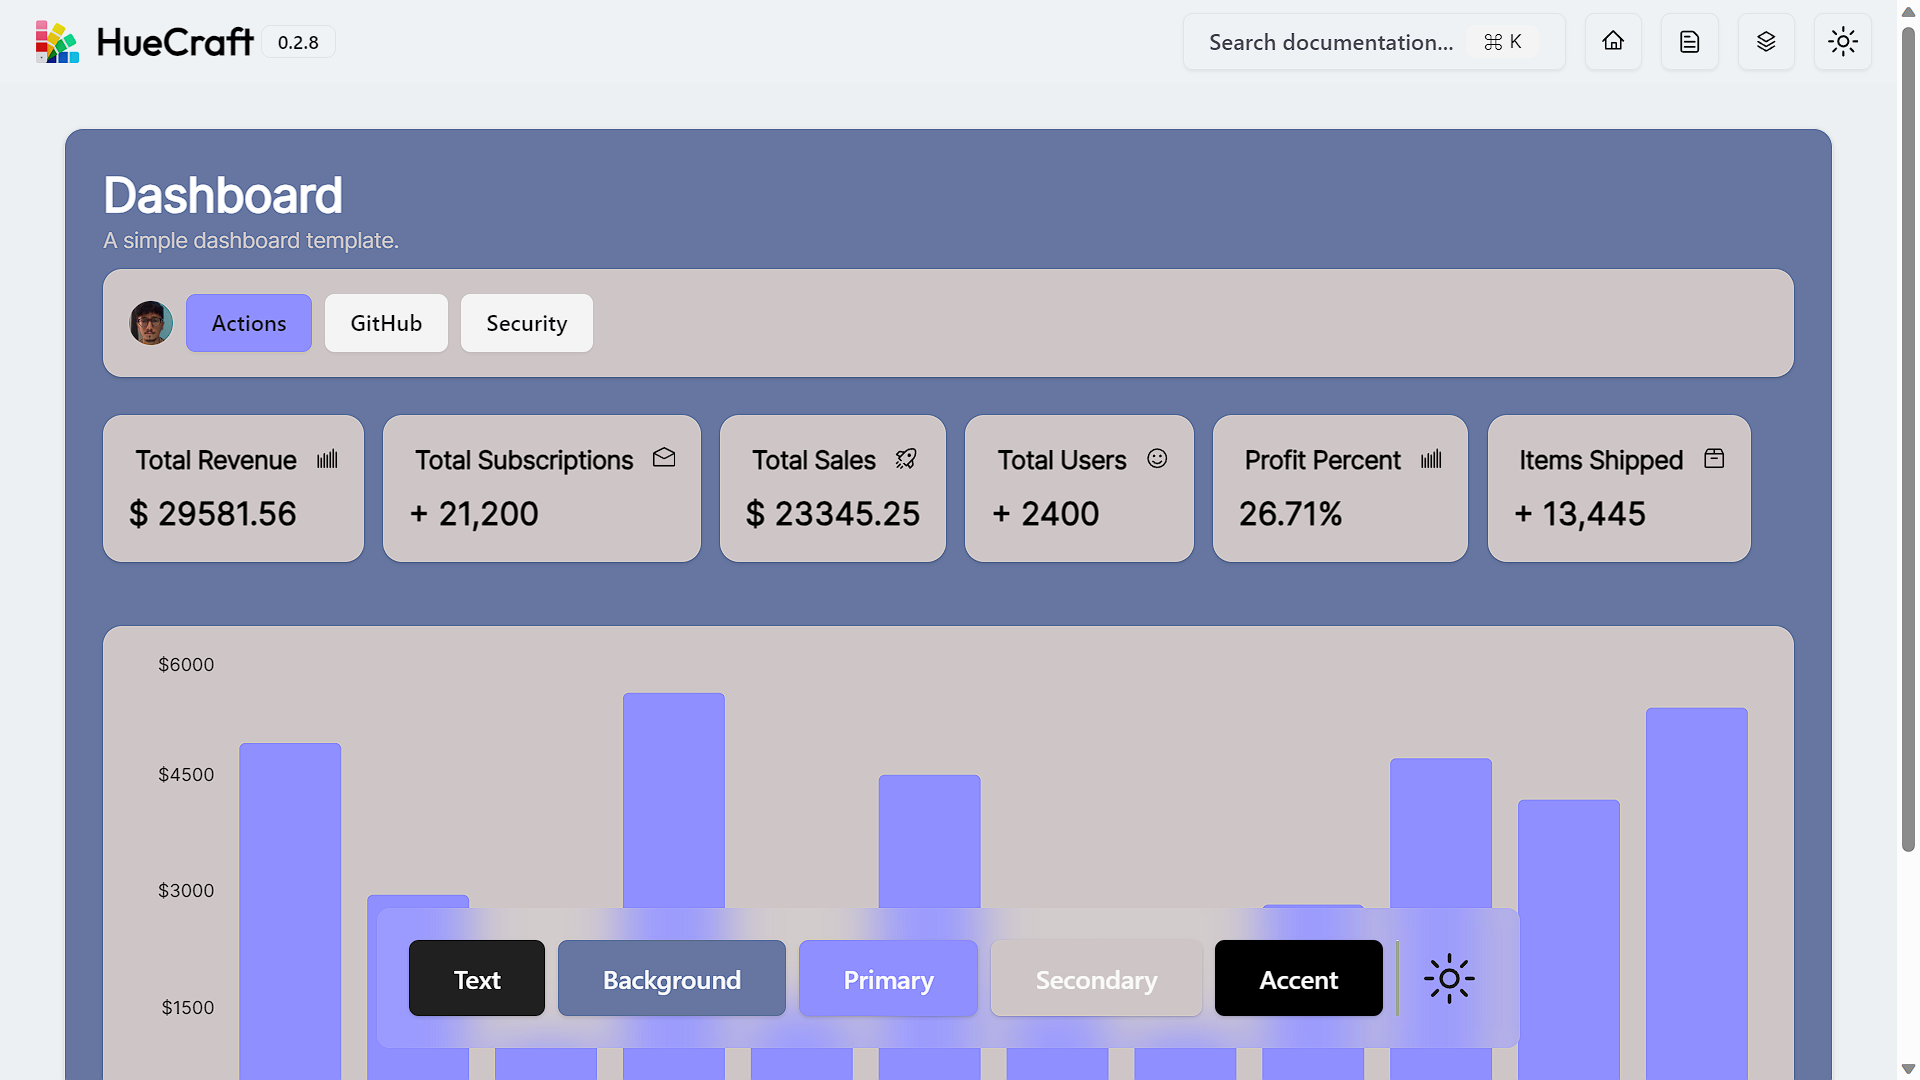 HueCraft 0.2.8 Search documentation... ⌘ K
Dashboard
A simple dashboard template.
Actions GitHub Security
Total Revenue Total Subscriptions Total Sales Total Users Profit Percent Items Shipped
$ 29581.56 + 21,200 $ 23345.25 + 2400 26.71% + 13,445
$6000
$4500
$3000
Text Background Primary Secondary Accent
$1500